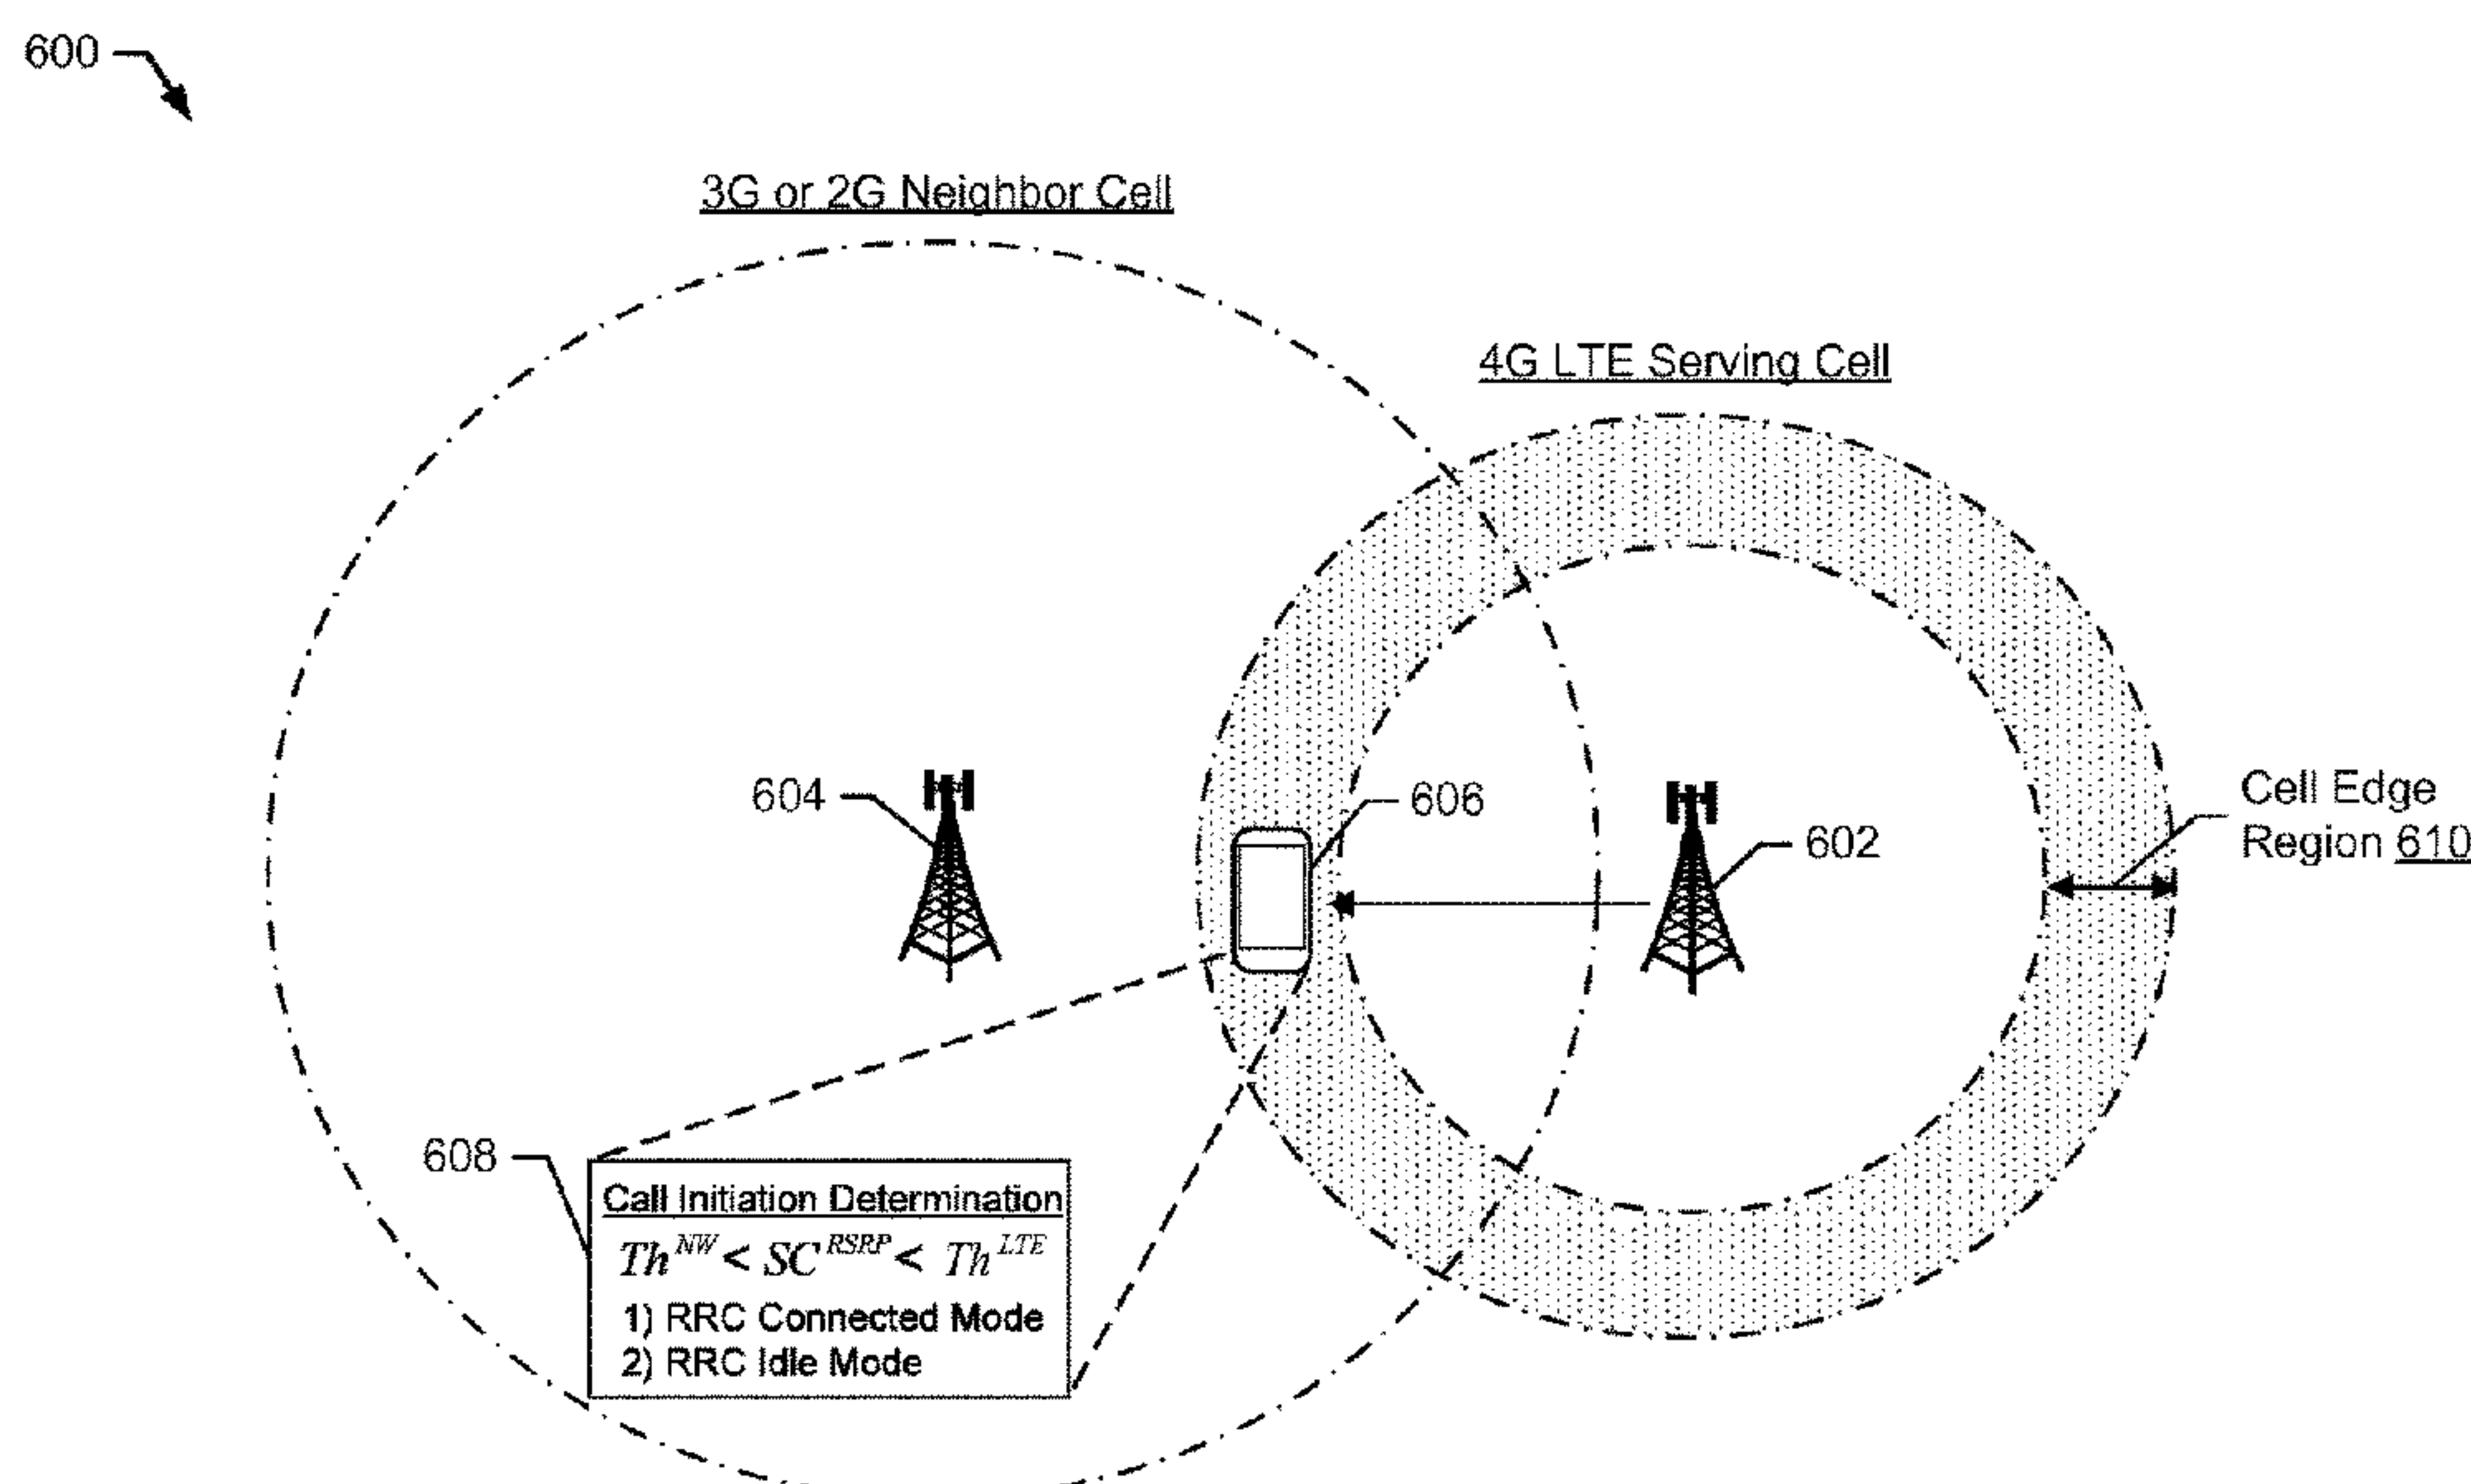 600
3G or 2G Neighbor Cell
4G LTE Serving Cell
604
606
602
Cell Edge
Region 610
608
Call Initiation Determination
Th^NW < SC^RSRP < Th^LTE
1) RRC Connected Mode
2) RRC Idle Mode